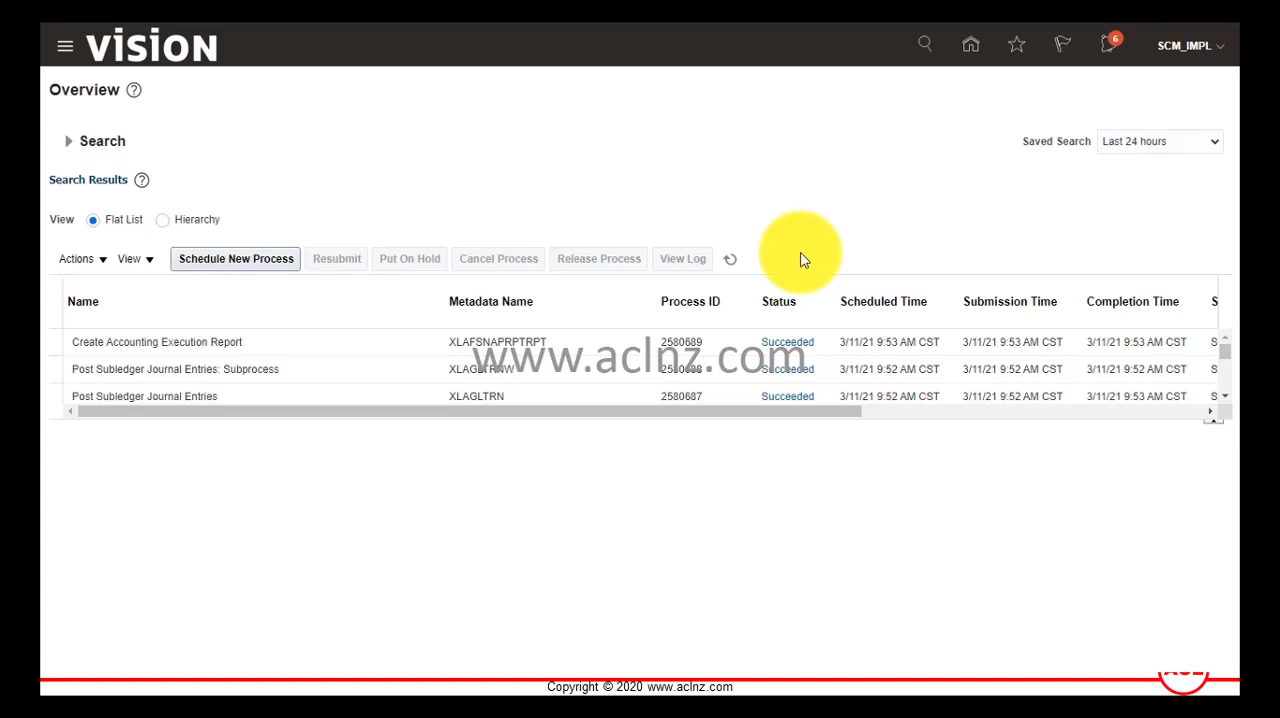 VISION
6
SCM_IMPL
Overview
Search
Saved Search Last 24 hours
Search Results
View Flat List Hierarchy
Actions View Schedule New Process Resubmit Put On Hold Cancel Process Release Process View Log
Name Metadata Name Process ID Status Scheduled Time Submission Time Completion Time S
Create Accounting Execution Report XLAFSNAPRPTRPT 2580689 Succeeded 3/11/21 9:53 AM CST 3/11/21 9:53 AM CST 3/11/21 9:53 AM CST
www.aclnz.com
Post Subledger Journal Entries: Subprocess XLAGLTRNW Succeeded 3/11/21 9:52 AM CST 3/11/21 9:52 AM CST 3/11/21 9:53 AM CST S
Post Subledger Journal Entries XLAGLTRN 2580687 Succeeded 3/11/21 9:52 AM CST 3/11/21 9:52 AM CST 3/11/21 9:53 AM CST S
Copyright © 2020 www.aclnz.com